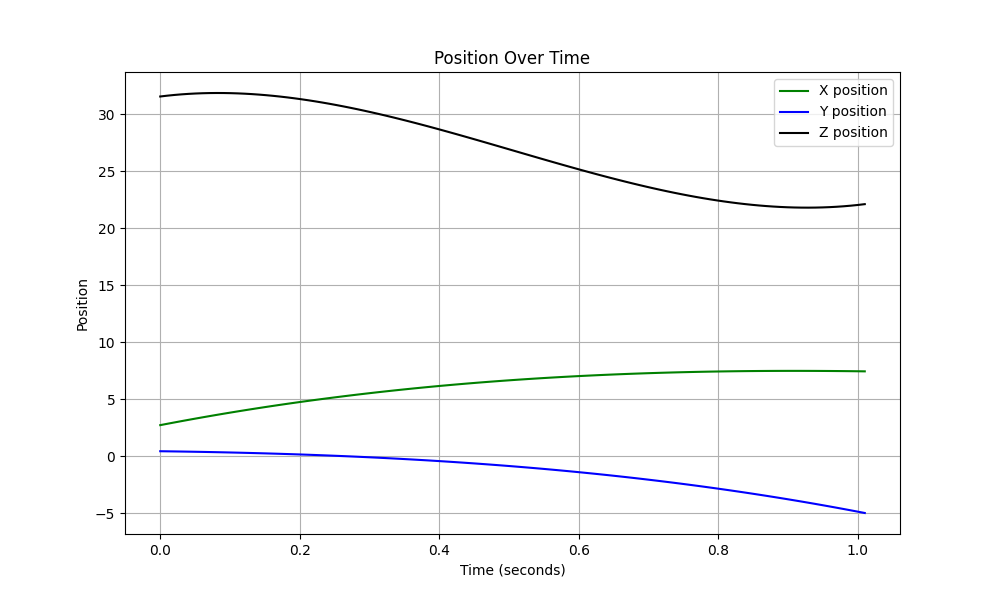 Position Over Time
X position
Y position
Z position
Position
30
25
20
15
10
5
0
−5
0.0 0.2 0.4 0.6 0.8 1.0
Time (seconds)